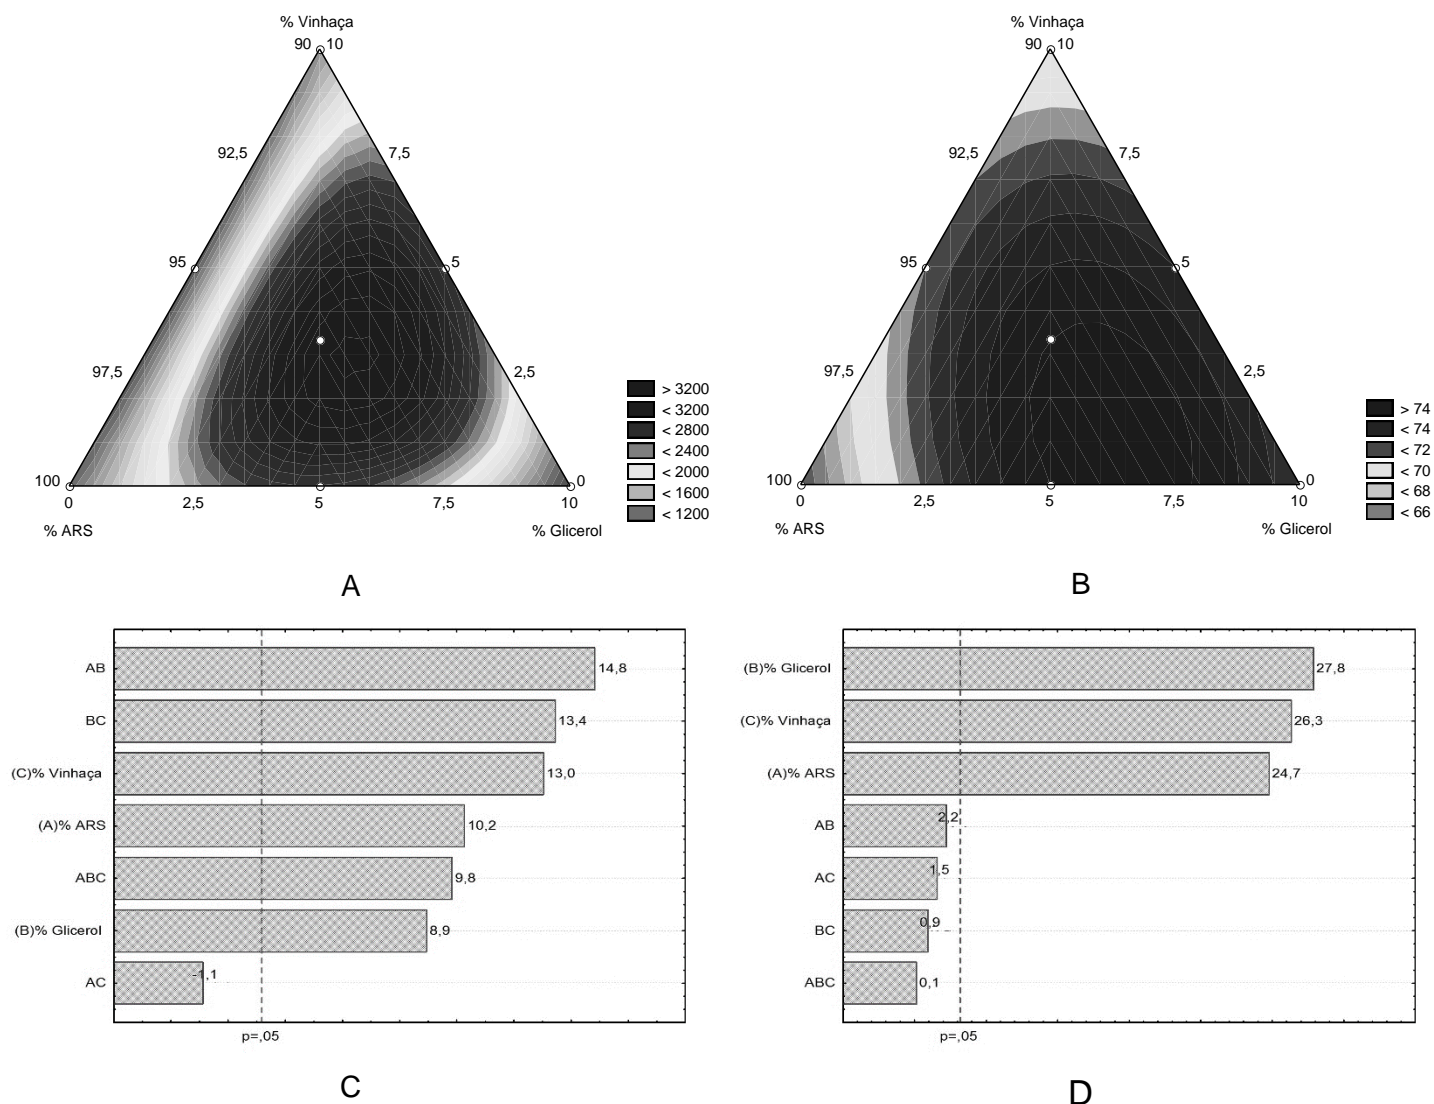 % Vinhaça
90 10
92,5 7,5
95 5
97,5 2,5
100 0
0 2,5 5 7,5 10
% ARS % Glicerol
> 3200
< 3200
< 2800
< 2400
< 2000
< 1600
< 1200
A
% Vinhaça
90 10
92,5 7,5
95 5
97,5 2,5
100 0
0 2,5 5 7,5 10
% ARS % Glicerol
> 74
< 74
< 72
< 70
< 68
< 66
B
AB 14,8
BC 13,4
(C)% Vinhaça 13,0
(A)% ARS 10,2
ABC 9,8
(B)% Glicerol 8,9
AC -1,1
p=,05
C
(B)% Glicerol 27,8
(C)% Vinhaça 26,3
(A)% ARS 24,7
AB 2,2
AC 1,5
BC 0,9
ABC 0,1
p=,05
D